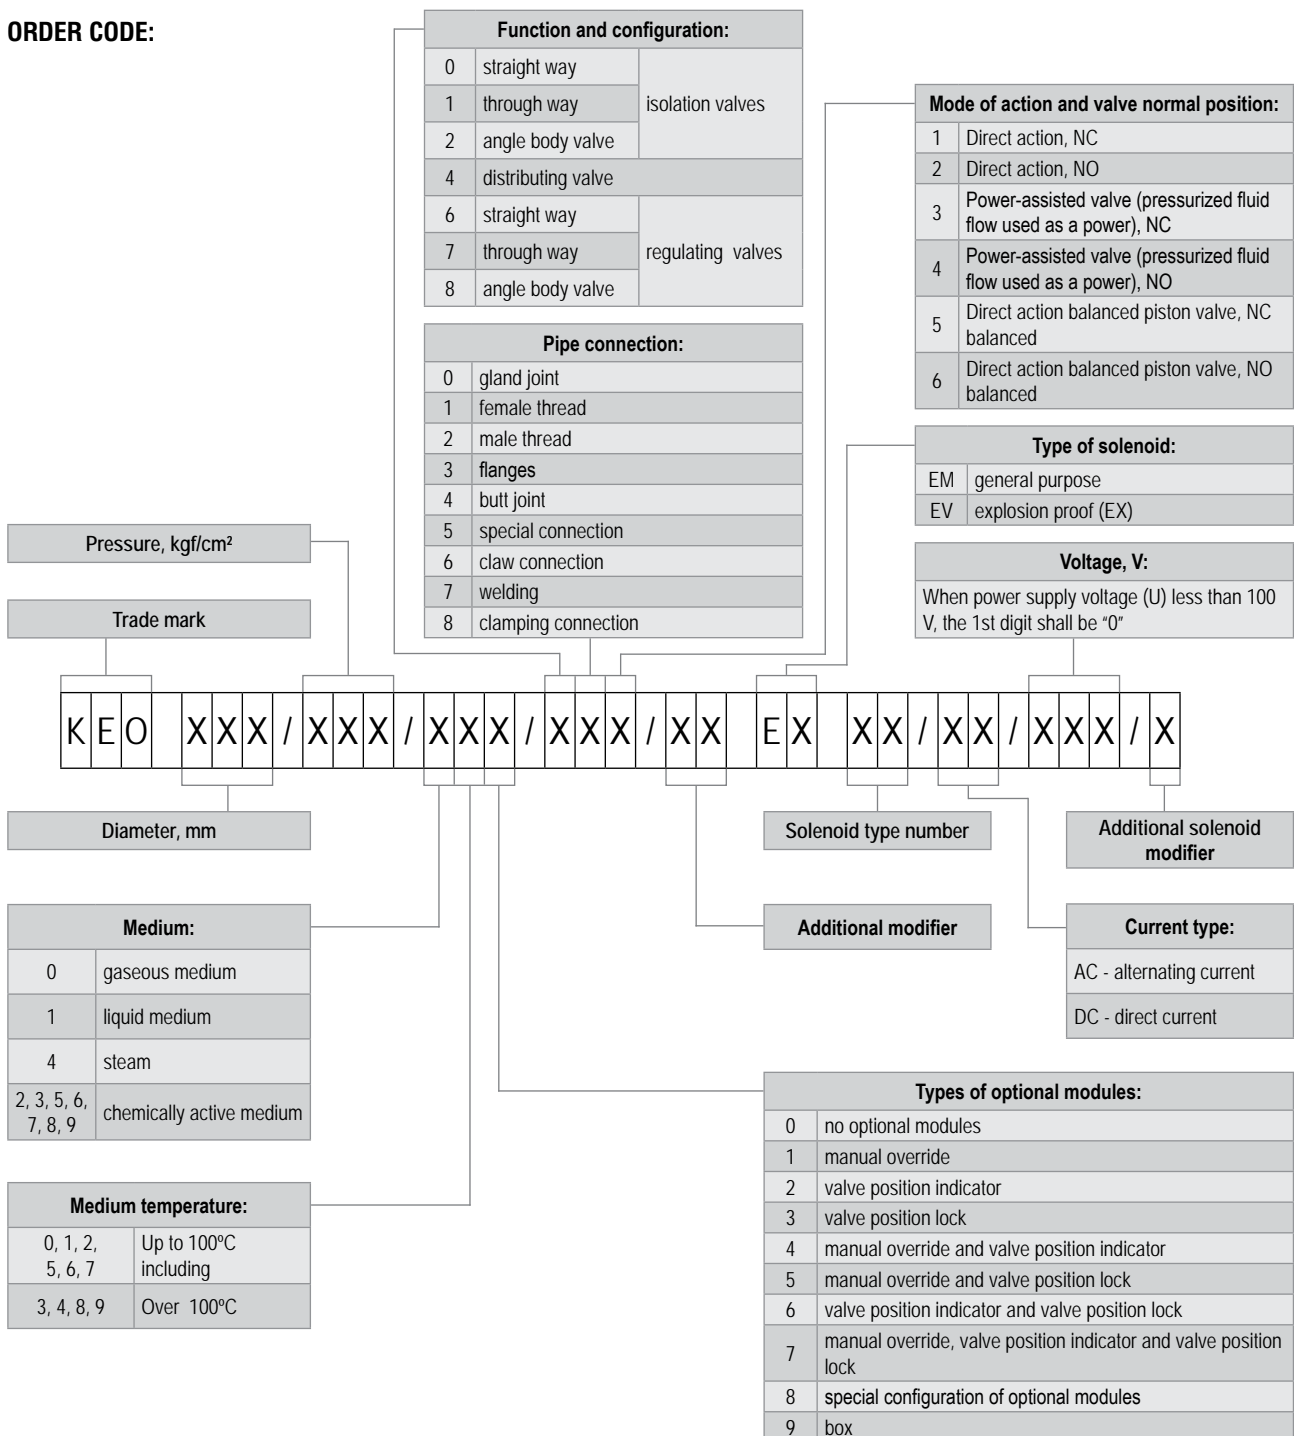 ORDER CODE:
Function and configuration:
0 straight way
1 through way isolation valves
2 angle body valve
4 distributing valve
6 straight way
7 through way regulating valves
8 angle body valve
Mode of action and valve normal position:
1 Direct action, NC
2 Direct action, NO
3 Power-assisted valve (pressurized fluid
flow used as a power), NC
4 Power-assisted valve (pressurized fluid
flow used as a power), NO
5 Direct action balanced piston valve, NC
balanced
6 Direct action balanced piston valve, NO
balanced
Pipe connection:
0 gland joint
1 female thread
2 male thread
3 flanges
4 butt joint
5 special connection
6 claw connection
7 welding
8 clamping connection
Type of solenoid:
EM general purpose
EV explosion proof (EX)
Pressure, kgf/cm²
Trade mark
Voltage, V:
When power supply voltage (U) less than 100
V, the 1st digit shall be "0"
KEO XXX/XXX/XXX/XXX/XX EX XX/XX/XXX/X
Diameter, mm
Solenoid type number
Additional solenoid
modifier
Medium:
0 gaseous medium
1 liquid medium
4 steam
2, 3, 5, 6,
7, 8, 9 chemically active medium
Additional modifier
Current type:
AC - alternating current
DC - direct current
Medium temperature:
0, 1, 2, Up to 100ºC
5, 6, 7 including
3, 4, 8, 9 Over 100ºC
Types of optional modules:
0 no optional modules
1 manual override
2 valve position indicator
3 valve position lock
4 manual override and valve position indicator
5 manual override and valve position lock
6 valve position indicator and valve position lock
7 manual override, valve position indicator and valve position
lock
8 special configuration of optional modules
9 box